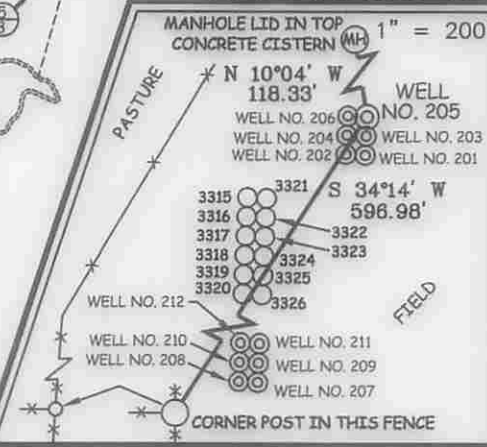 MANHOLE LID IN TOP
CONCRETE CISTERN
MH
1" = 200
PASTURE
N 10°04' W
118.33'
WELL
NO. 205
WELL NO. 206
WELL NO. 204
WELL NO. 203
WELL NO. 202
WELL NO. 201
S 34°14' W
596.98'
3315
3321
3316
3322
3317
3323
3318
3324
3319
3325
3320
3326
WELL NO. 212
WELL NO. 210
WELL NO. 211
WELL NO. 208
WELL NO. 209
WELL NO. 207
FIELD
CORNER POST IN THIS FENCE